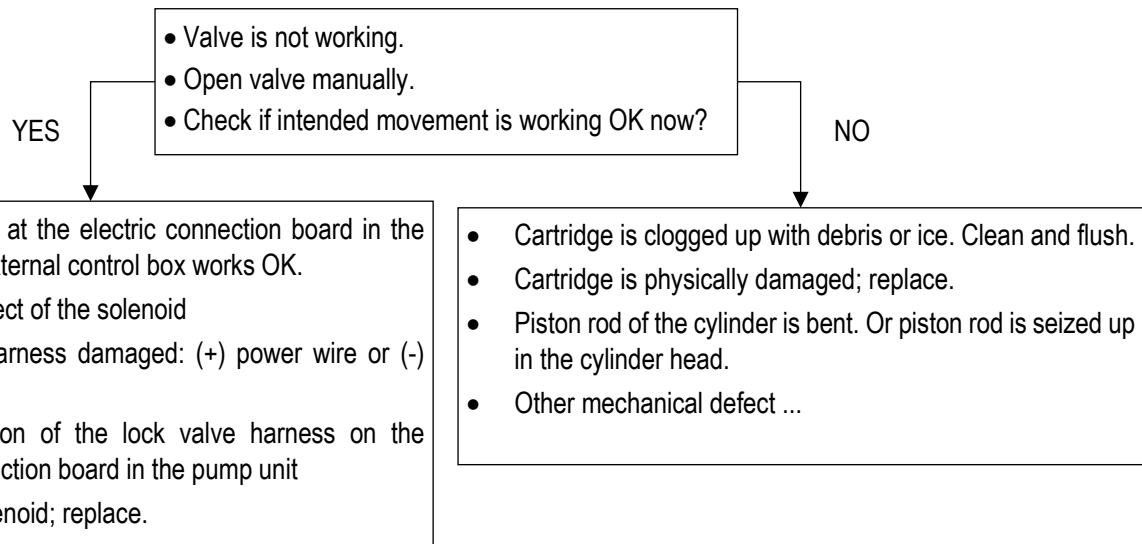 • Valve is not working.
• Open valve manually.
• Check if intended movement is working OK now?
YES
NO
at the electric connection board in the
ternal control box works OK.
ect of the solenoid
arness damaged: (+) power wire or (-)
on of the lock valve harness on the
ction board in the pump unit
enoid; replace.
• Cartridge is clogged up with debris or ice. Clean and flush.
• Cartridge is physically damaged; replace.
• Piston rod of the cylinder is bent. Or piston rod is seized up
in the cylinder head.
• Other mechanical defect ...